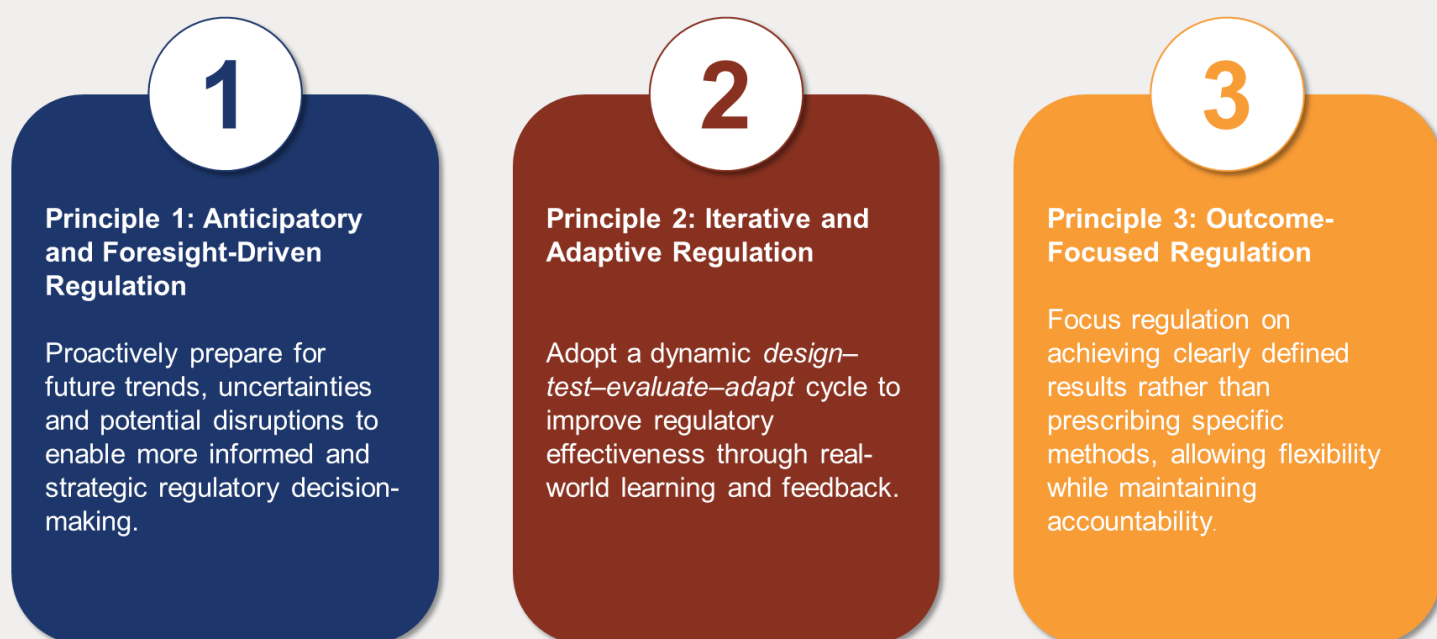 1
Principle 1: Anticipatory
and Foresight-Driven
Regulation
Proactively prepare for
future trends, uncertainties
and potential disruptions to
enable more informed and
strategic regulatory decision-
making.
2
Principle 2: Iterative and
Adaptive Regulation
Adopt a dynamic design–
test–evaluate–adapt cycle to
improve regulatory
effectiveness through real-
world learning and feedback.
3
Principle 3: Outcome-
Focused Regulation
Focus regulation on
achieving clearly defined
results rather than
prescribing specific
methods, allowing flexibility
while maintaining
accountability.